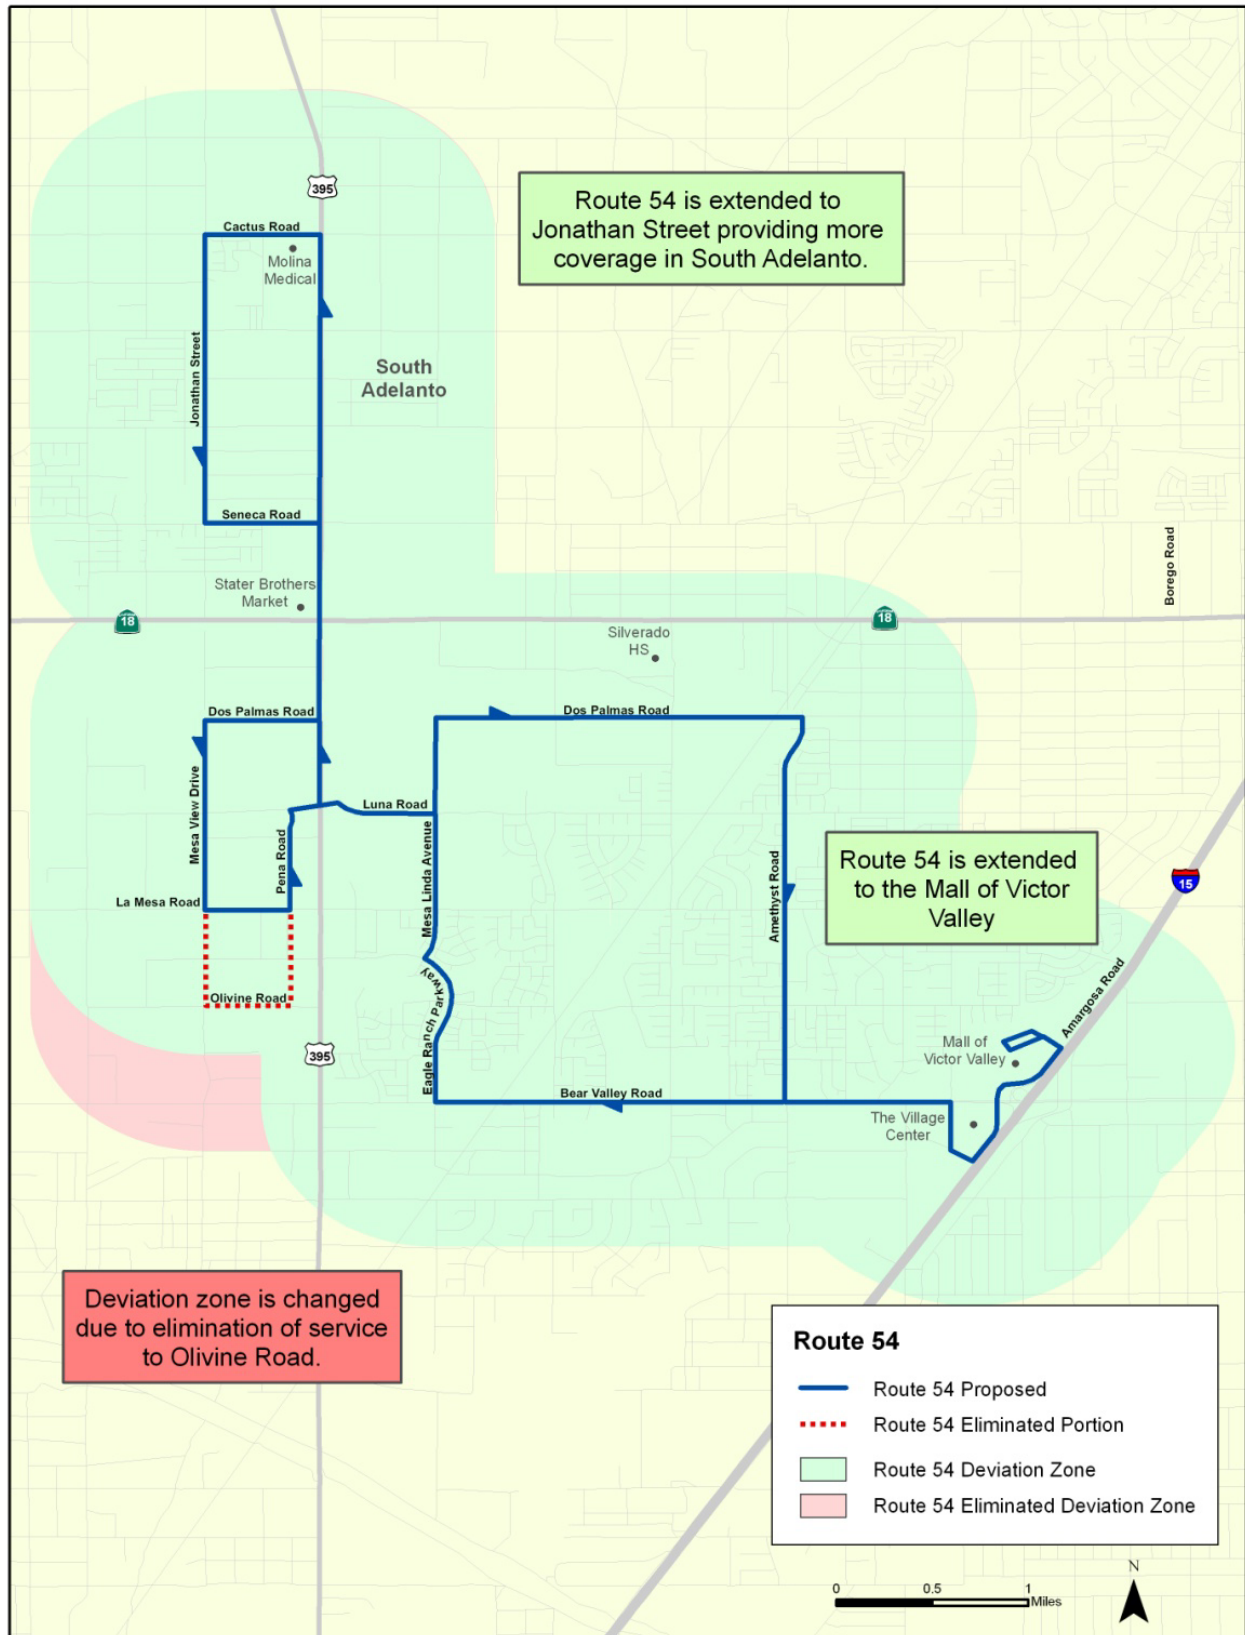 395
Cactus Road
Molina
Medical
Route 54 is extended to
Jonathan Street providing more
coverage in South Adelanto.
Jonathan Street
South
Adelanto
Seneca Road
Borego Road
Stater Brothers
Market
18
18
Silverado
HS
Dos Palmas Road
Dos Palmas Road
Mesa View Drive
Luna Road
Pena Road
Mesa Linda Avenue
Amethyst Road
Route 54 is extended
to the Mall of Victor
Valley
15
La Mesa Road
Olivine Road
Eagle Ranch Parkway
Amargosa Road
395
Mall of
Victor Valley
Bear Valley Road
The Village
Center
Deviation zone is changed
due to elimination of service
to Olivine Road.
Route 54
Route 54 Proposed
Route 54 Eliminated Portion
Route 54 Deviation Zone
Route 54 Eliminated Deviation Zone
0 0.5 1
Miles
N